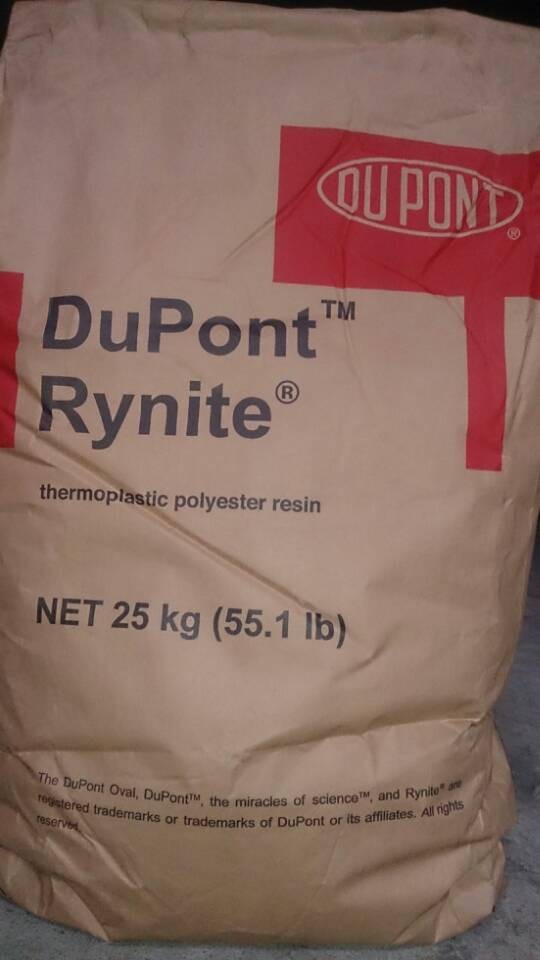 DU PONT®
DuPont™
Rynite®
thermoplastic polyester resin
NET 25 kg (55.1 lb)
The DuPont Oval, DuPont™, the miracles of science™, and Rynite® are
registered trademarks or trademarks of DuPont or its affiliates. All rights
reserved.